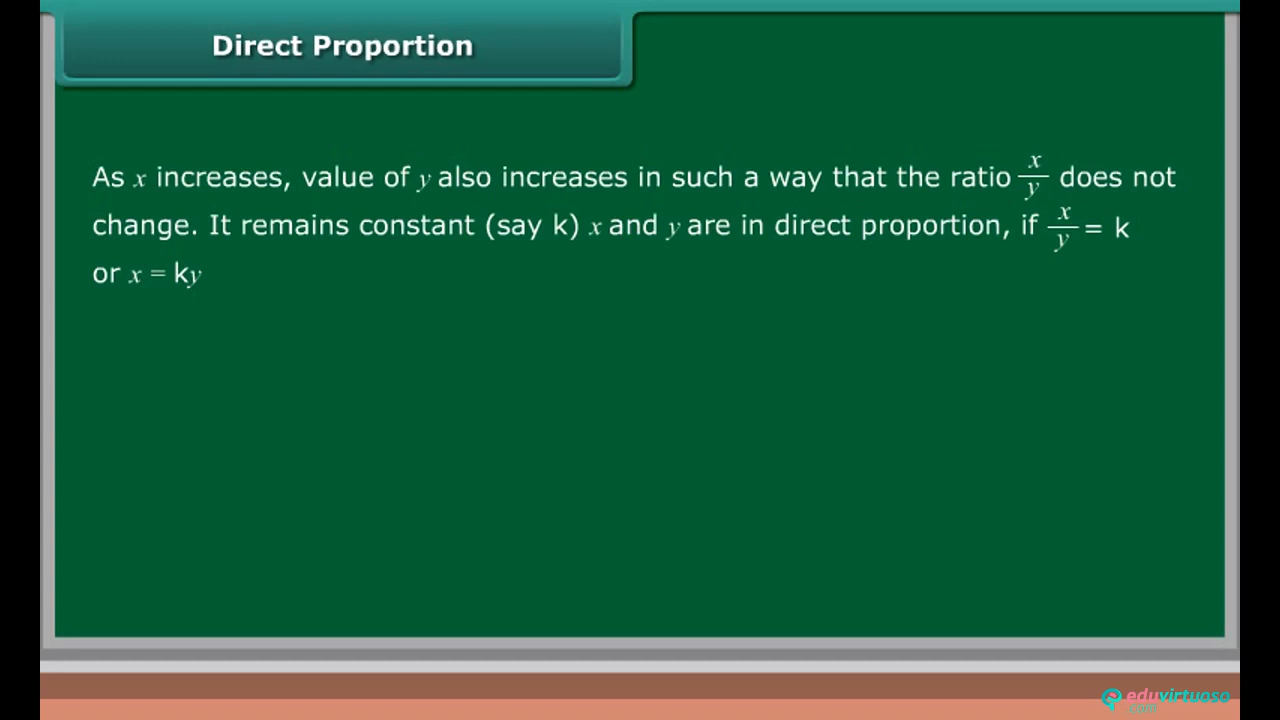 Direct Proportion
As x increases, value of y also increases in such a way that the ratio x/y does not
change. It remains constant (say k) x and y are in direct proportion, if x/y = k
or x = ky
eduvirtuoso
.com